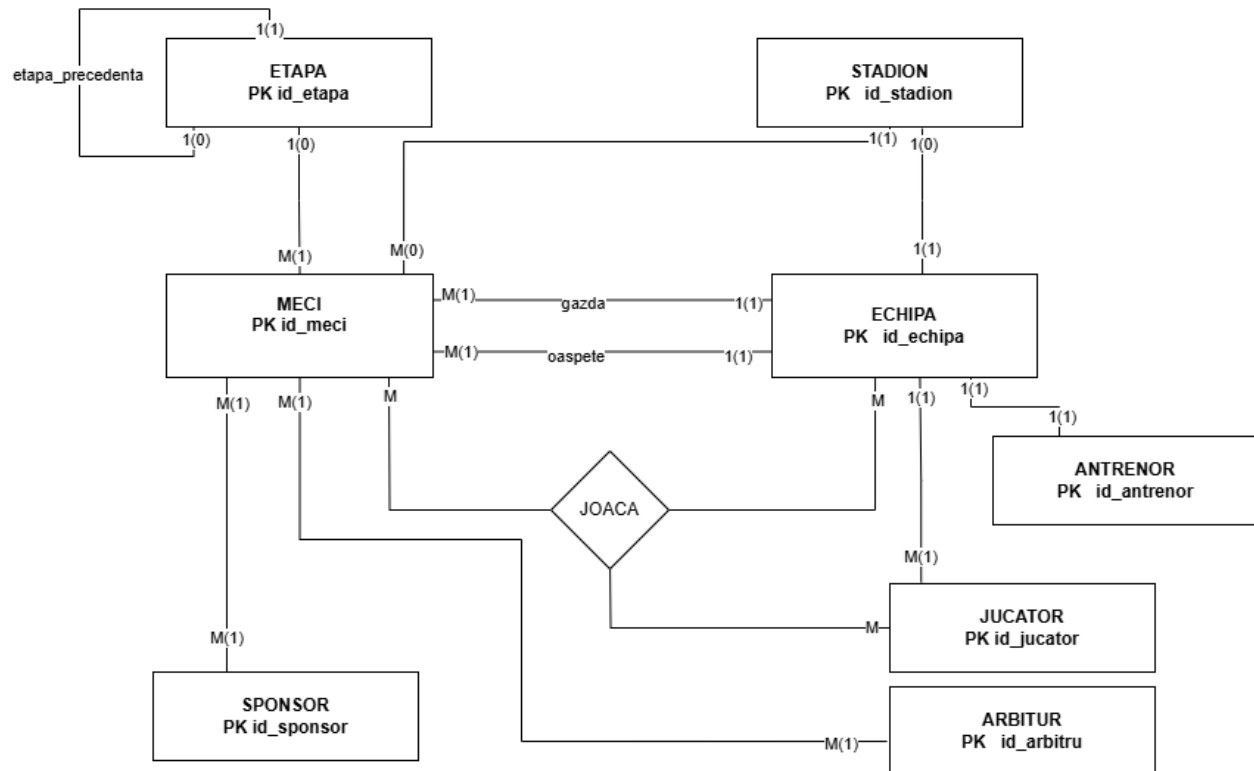 1(1)
etapa_precedenta
ETAPA
PK id_etapa
1(0)
1(0)
STADION
PK id_stadion
1(1)
1(0)
M(1)
M(0)
1(1)
MECI
PK id_meci
M(1)
gazda
1(1)
M(1)
oaspete
1(1)
ECHIPA
PK id_echipa
M(1)
M(1)
M
M
1(1)
1(1)
1(1)
ANTRENOR
PK id_antrenor
JOACA
M(1)
M
JUCATOR
PK id_jucator
M(1)
SPONSOR
PK id_sponsor
M(1)
ARBITUR
PK id_arbitru